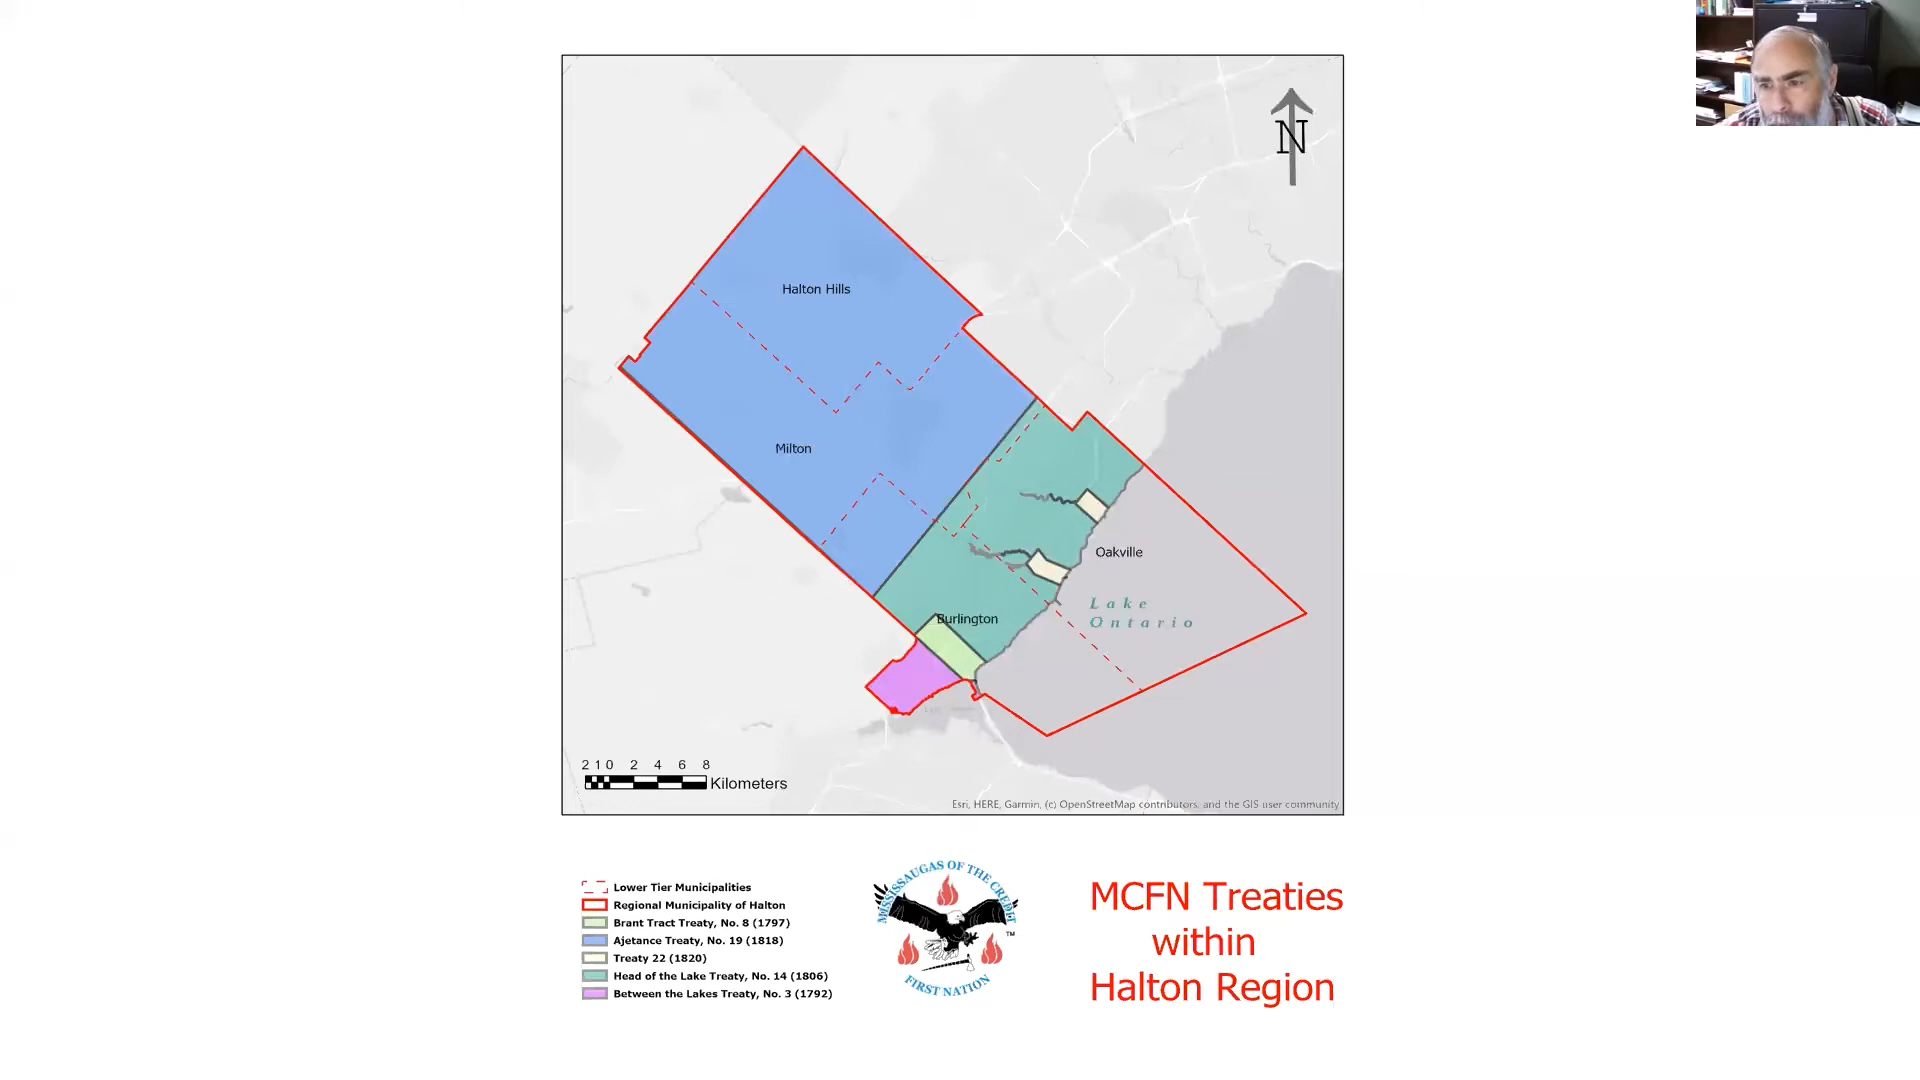 N
Halton Hills
Milton
Oakville
Lake
Ontario
Burlington
2 1 0 2 4 6 8
Kilometers
Esri, HERE, Garmin, (c) OpenStreetMap contributors, and the GIS user community
Lower Tier Municipalities
Regional Municipality of Halton
Brant Tract Treaty, No. 8 (1797)
Ajetance Treaty, No. 19 (1818)
Treaty 22 (1820)
Head of the Lake Treaty, No. 14 (1806)
Between the Lakes Treaty, No. 3 (1792)
MISSISSAUGAS OF THE CREDIT
TM
FIRST NATION
MCFN Treaties
within
Halton Region